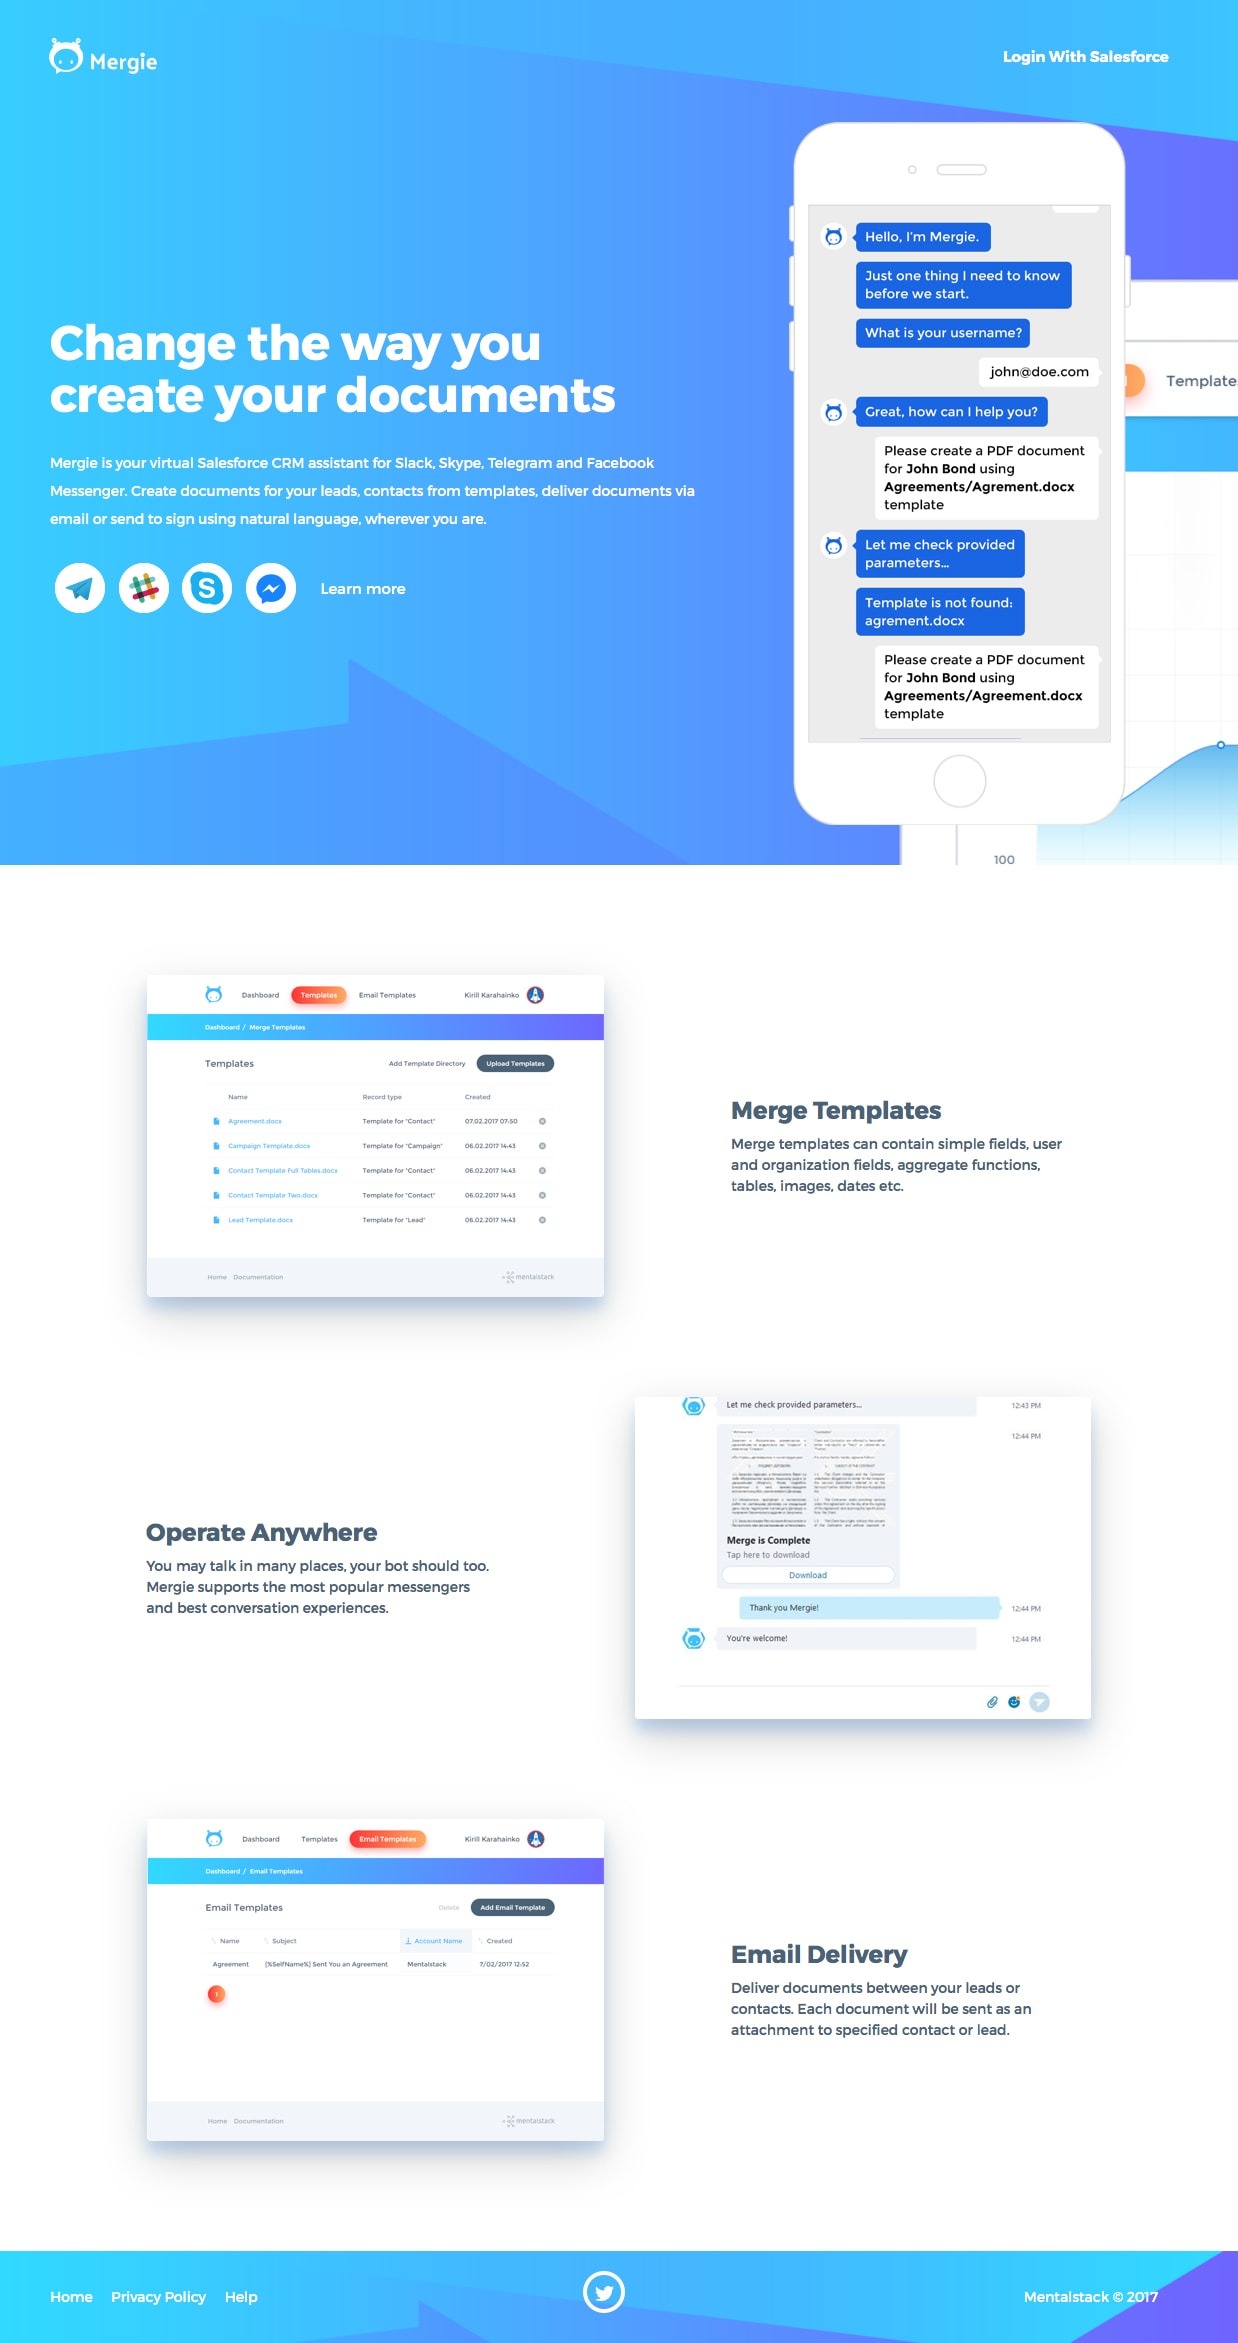 Mergie
Login With Salesforce
Change the way you
create your documents
Mergie is your virtual Salesforce CRM assistant for Slack, Skype, Telegram and Facebook
Messenger. Create documents for your leads, contacts from templates, deliver documents via
email or send to sign using natural language, wherever you are.
Learn more
Hello, I'm Mergie.
Just one thing I need to know
before we start.
What is your username?
john@doe.com
Great, how can I help you?
Please create a PDF document
for John Bond using
Agreements/Agrement.docx
template
Let me check provided
parameters...
Template is not found:
agrement.docx
Please create a PDF document
for John Bond using
Agreements/Agreement.docx
template
Template
100
Dashboard Templates Email Templates Kirill Karahainko
Dashboard / Merge Templates
Templates Add Template Directory Upload Templates
Name Record type Created
Agreement.docx Template for "Contact" 07.02.2017 07:50
Campaign Template.docx Template for "Campaign" 06.02.2017 14:43
Contact Template Full Tables.docx Template for "Contact" 06.02.2017 14:43
Contact Template Two.docx Template for "Contact" 06.02.2017 14:43
Lead Template.docx Template for "Lead" 06.02.2017 14:43
Home Documentation mentalstack
Merge Templates
Merge templates can contain simple fields, user
and organization fields, aggregate functions,
tables, images, dates etc.
Operate Anywhere
You may talk in many places, your bot should too.
Mergie supports the most popular messengers
and best conversation experiences.
Let me check provided parameters... 12:43 PM
12:44 PM
Merge is Complete
Tap here to download
Download
Thank you Mergie! 12:44 PM
You're welcome! 12:44 PM
Dashboard Templates Email Templates Kirill Karahainko
Dashboard / Email Templates
Email Templates Delete Add Email Template
Name Subject Account Name Created
Agreement {%SelfName%} Sent You an Agreement Mentalstack 7/02/2017 12:52
1
Home Documentation mentalstack
Email Delivery
Deliver documents between your leads or
contacts. Each document will be sent as an
attachment to specified contact or lead.
Home Privacy Policy Help
Mentalstack © 2017